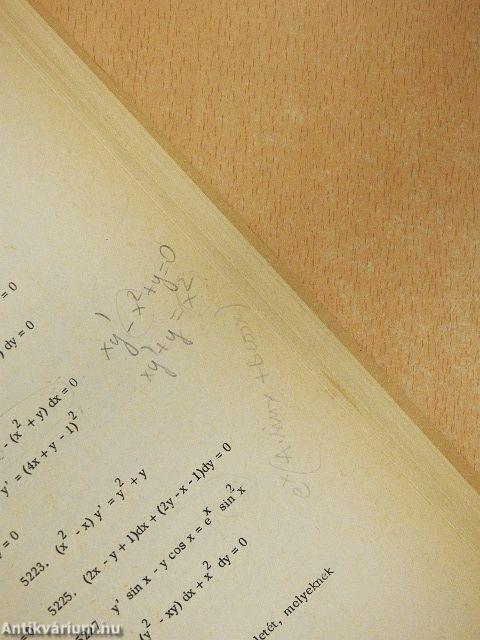 = 0
) dy = 0
xy' - x² + y = 0
xy' + y = x²
eˣ(A sin x + B cos x)
- (x² + y) dx = 0
y' = (4x + y - 1)²
y = 0
5223. (x² - x) y' = y² + y
5225. (2x - y + 1)dx + (2y - x - 1)dy = 0
5227. y' sin x - y cos x = eˣ sin² x
(y² - xy) dx + x² dy = 0
letét, melyeknek
Antikvárium.hu